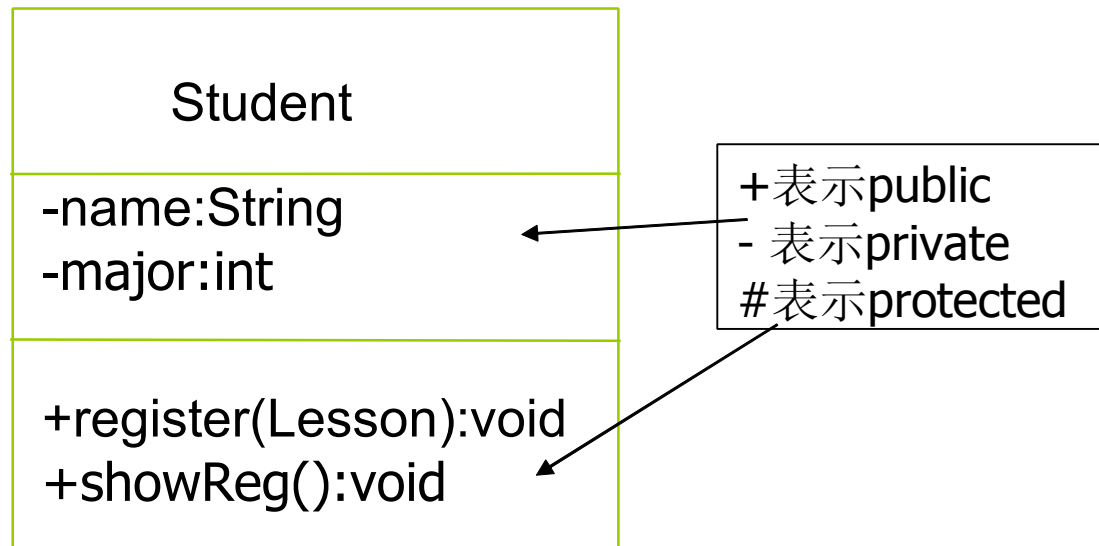 Student
-name:String
-major:int
+register(Lesson):void
+showReg():void
+表示public
- 表示private
#表示protected